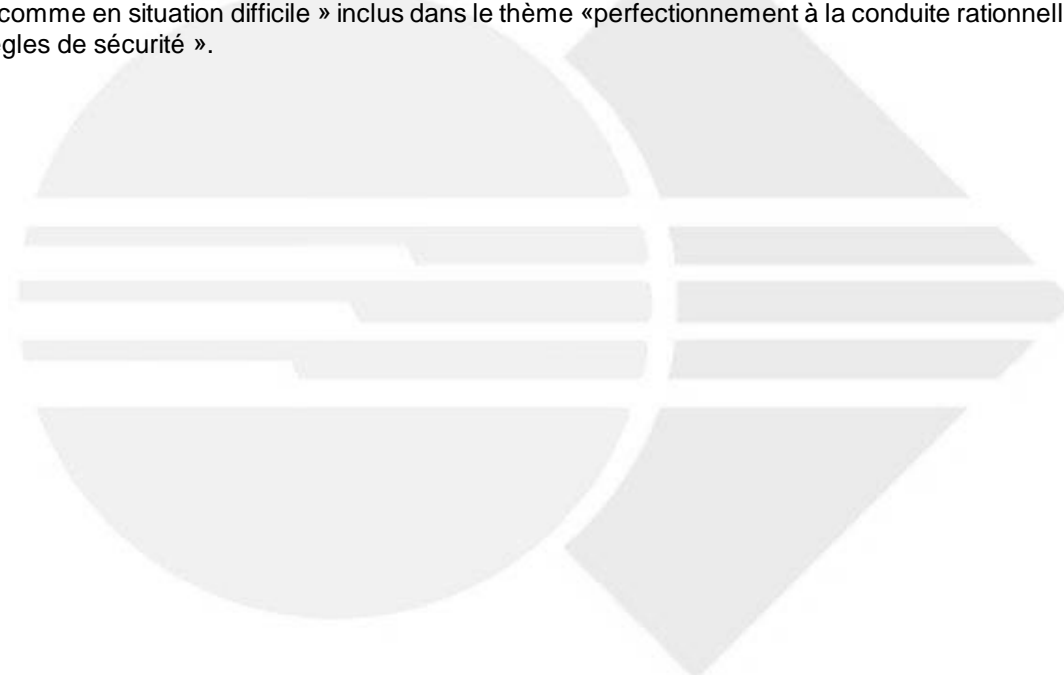 comme en situation difficile » inclus dans le thème «perfectionnement à la conduite rationnell
gles de sécurité ».